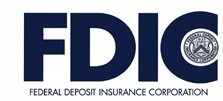 FDIC
FEDERAL DEPOSIT INSURANCE CORPORATION